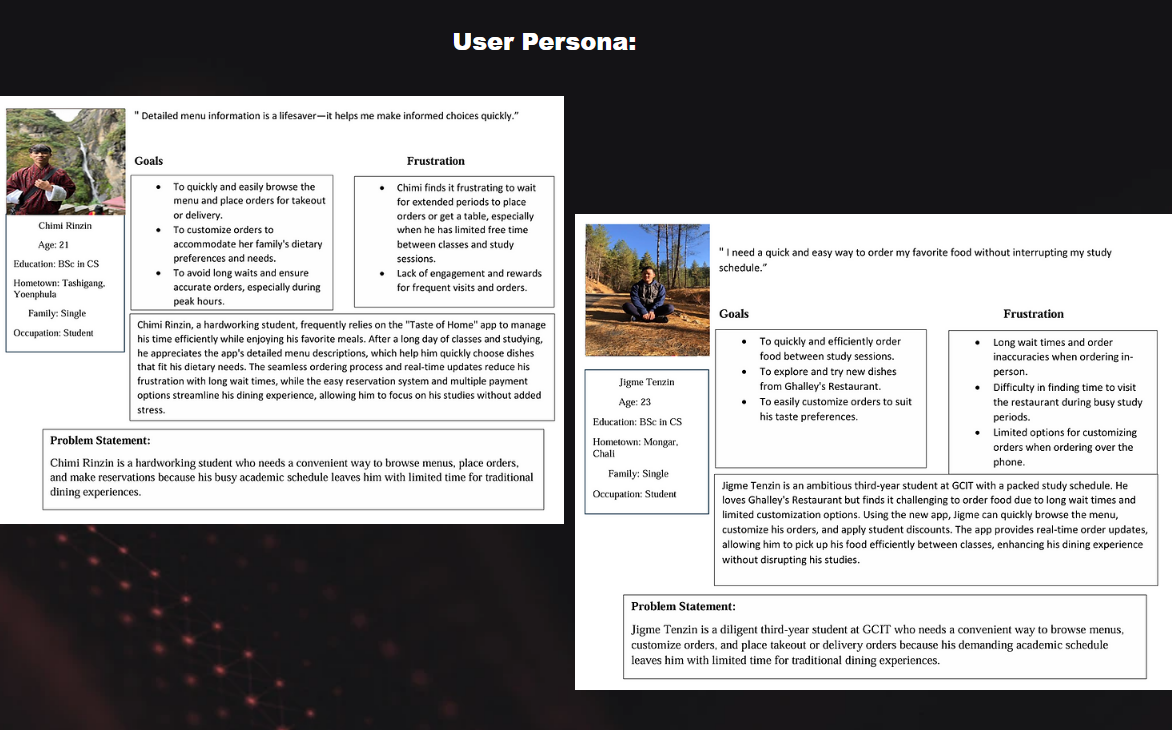 User Persona:
" Detailed menu information is a lifesaver—it helps me make informed choices quickly.”
Goals
Frustration
• To quickly and easily browse the
menu and place orders for takeout
or delivery.
• To customize orders to
accommodate her family's dietary
preferences and needs.
• To avoid long waits and ensure
accurate orders, especially during
peak hours.
• Chimi finds it frustrating to wait
for extended periods to place
orders or get a table, especially
when he has limited free time
between classes and study
sessions.
• Lack of engagement and rewards
for frequent visits and orders.
Chimi Rinzin
Age: 21
Education: BSc in CS
Hometown: Tashigang,
Yoenphula
Family: Single
Occupation: Student
Chimi Rinzin, a hardworking student, frequently relies on the "Taste of Home" app to manage
his time efficiently while enjoying his favorite meals. After a long day of classes and studying,
he appreciates the app's detailed menu descriptions, which help him quickly choose dishes
that fit his dietary needs. The seamless ordering process and real-time updates reduce his
frustration with long wait times, while the easy reservation system and multiple payment
options streamline his dining experience, allowing him to focus on his studies without added
stress.
Problem Statement:
Chimi Rinzin is a hardworking student who needs a convenient way to browse menus, place orders,
and make reservations because his busy academic schedule leaves him with limited time for traditional
dining experiences.
" I need a quick and easy way to order my favorite food without interrupting my study
schedule.”
Goals
Frustration
• To quickly and efficiently order
food between study sessions.
• To explore and try new dishes
from Ghalley's Restaurant.
• To easily customize orders to suit
his taste preferences.
• Long wait times and order
inaccuracies when ordering in-
person.
• Difficulty in finding time to visit
the restaurant during busy study
periods.
• Limited options for customizing
orders when ordering over the
phone.
Jigme Tenzin
Age: 23
Education: BSc in CS
Hometown: Mongar,
Chali
Family: Single
Occupation: Student
Jigme Tenzin is an ambitious third-year student at GCIT with a packed study schedule. He
loves Ghalley's Restaurant but finds it challenging to order food due to long wait times and
limited customization options. Using the new app, Jigme can quickly browse the menu,
customize his orders, and apply student discounts. The app provides real-time order updates,
allowing him to pick up his food efficiently between classes, enhancing his dining experience
without disrupting his studies.
Problem Statement:
Jigme Tenzin is a diligent third-year student at GCIT who needs a convenient way to browse menus,
customize orders, and place takeout or delivery orders because his demanding academic schedule
leaves him with limited time for traditional dining experiences.